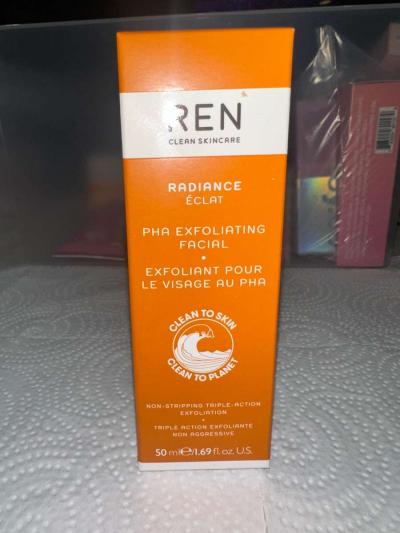 REN
CLEAN SKINCARE
RADIANCE
ÉCLAT
PHA EXFOLIATING
FACIAL
•
EXFOLIANT POUR
LE VISAGE AU PHA
CLEAN TO SKIN
CLEAN TO PLANET
NON-STRIPPING TRIPLE-ACTION
EXFOLIATION
•
TRIPLE ACTION EXFOLIANTE
NON AGGRESSIVE
50 ml℮/1.69 fl. oz. U.S.